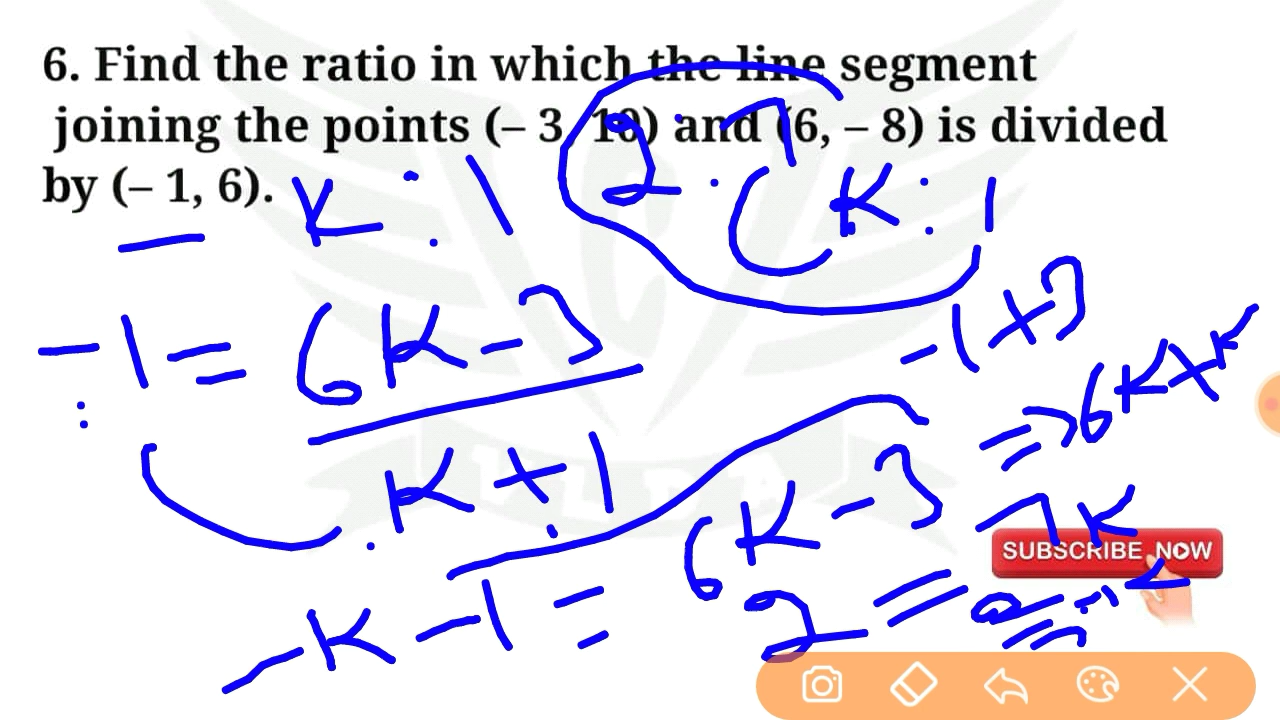 6. Find the ratio in which the line segment
joining the points (– 3, 10) and (6, – 8) is divided
by (– 1, 6).
K : 1
2 : 7
K : 1
-1 = 6K - 3
K + 1
-1 + 3
=> 6K + K
-K - 1 = 6K - 3
7K
2 =
SUBSCRIBE NOW